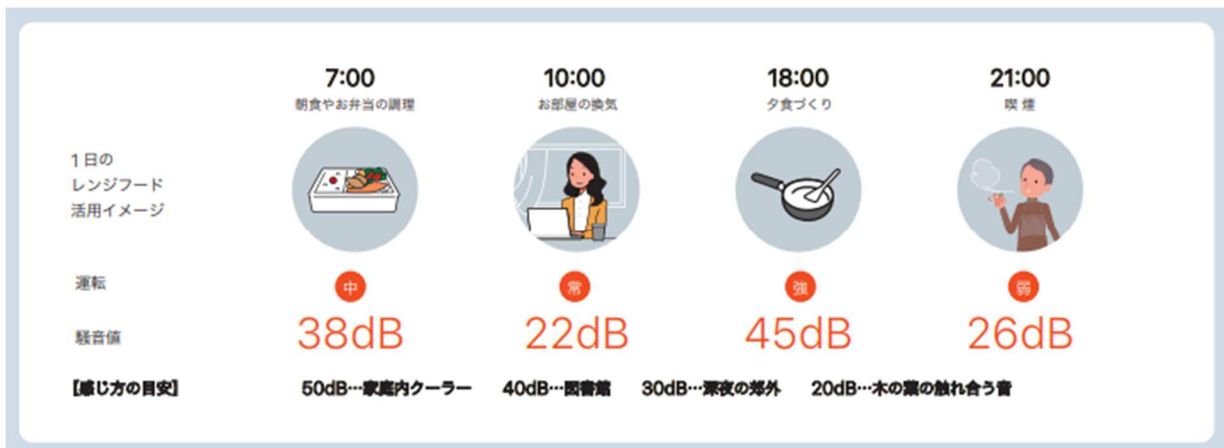 7:00 10:00 18:00 21:00
朝食やお弁当の調理 お部屋の換気 夕食づくり 喫煙
1日の
レンジフード
活用イメージ
運転 中 常 強 弱
騒音値 38dB 22dB 45dB 26dB
【感じ方の目安】 50dB…家庭内クーラー 40dB…図書館 30dB…深夜の郊外 20dB…木の葉の触れ合う音